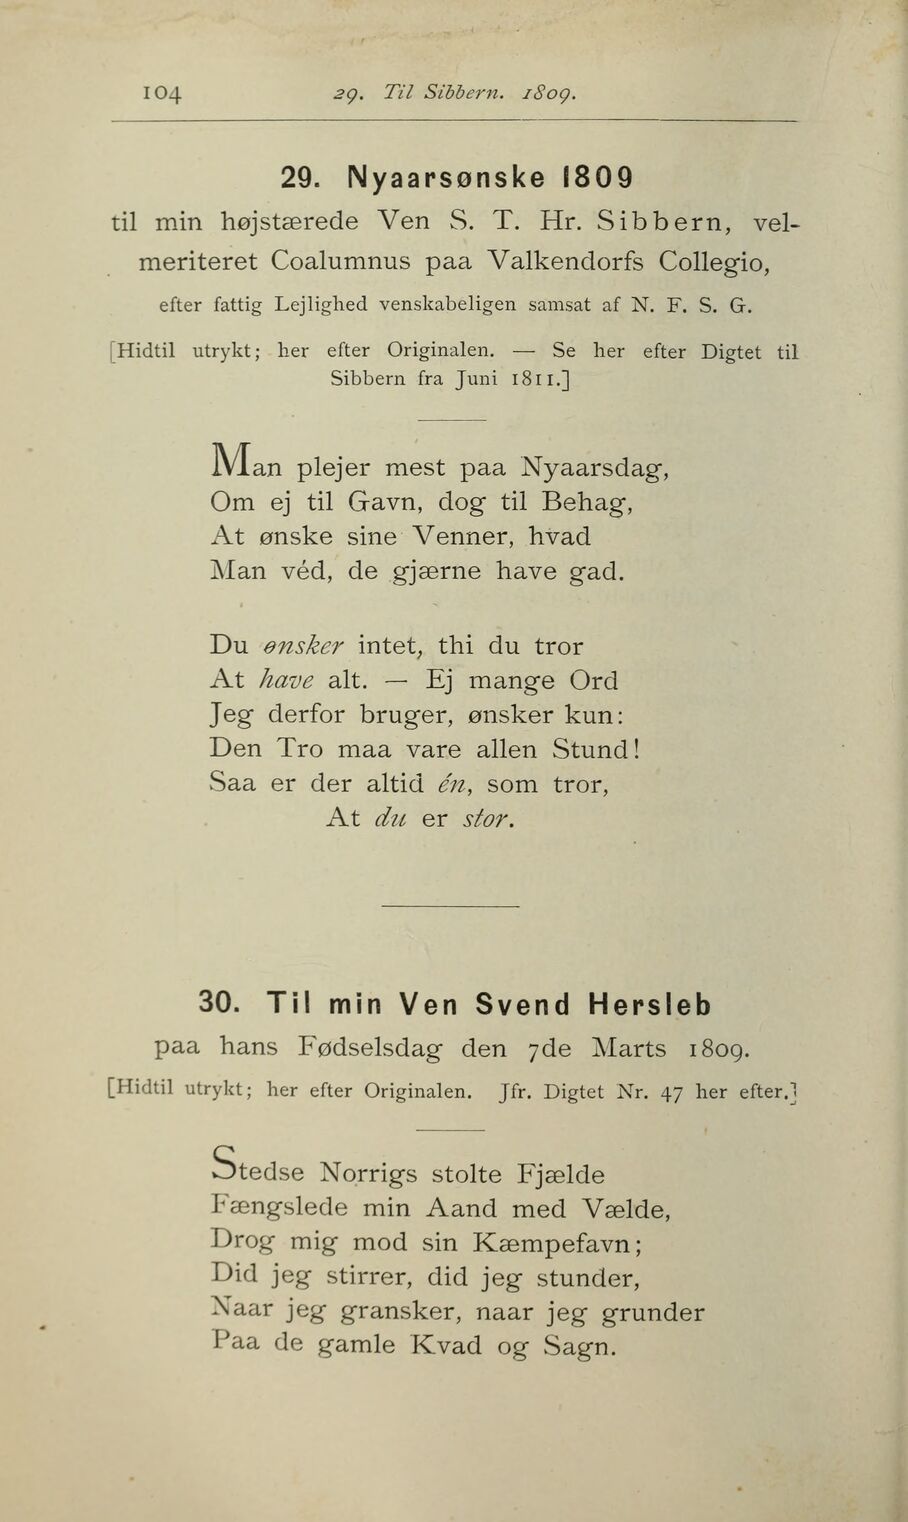 104 29. Til Sibbern. 1809.
29. Nyaarsønske 1809
til min højstærede Ven S. T. Hr. Sibbern, vel-
meriteret Coalumnus paa Valkendorfs Collegio,
efter fattig Lejlighed venskabeligen samsat af N. F. S. G.
[Hidtil utrykt; her efter Originalen. — Se her efter Digtet til
Sibbern fra Juni 1811.]
Man plejer mest paa Nyaarsdag,
Om ej til Gavn, dog til Behag,
At ønske sine Venner, hvad
Man véd, de gjærne have gad.
Du ønsker intet, thi du tror
At have alt. — Ej mange Ord
Jeg derfor bruger, ønsker kun:
Den Tro maa vare allen Stund!
Saa er der altid én, som tror,
At du er stor.
30. Til min Ven Svend Hersleb
paa hans Fødselsdag den 7de Marts 1809.
[Hidtil utrykt; her efter Originalen. Jfr. Digtet Nr. 47 her efter.]
Stedse Norrigs stolte Fjælde
Fængslede min Aand med Vælde,
Drog mig mod sin Kæmpefavn;
Did jeg stirrer, did jeg stunder,
Naar jeg gransker, naar jeg grunder
Paa de gamle Kvad og Sagn.